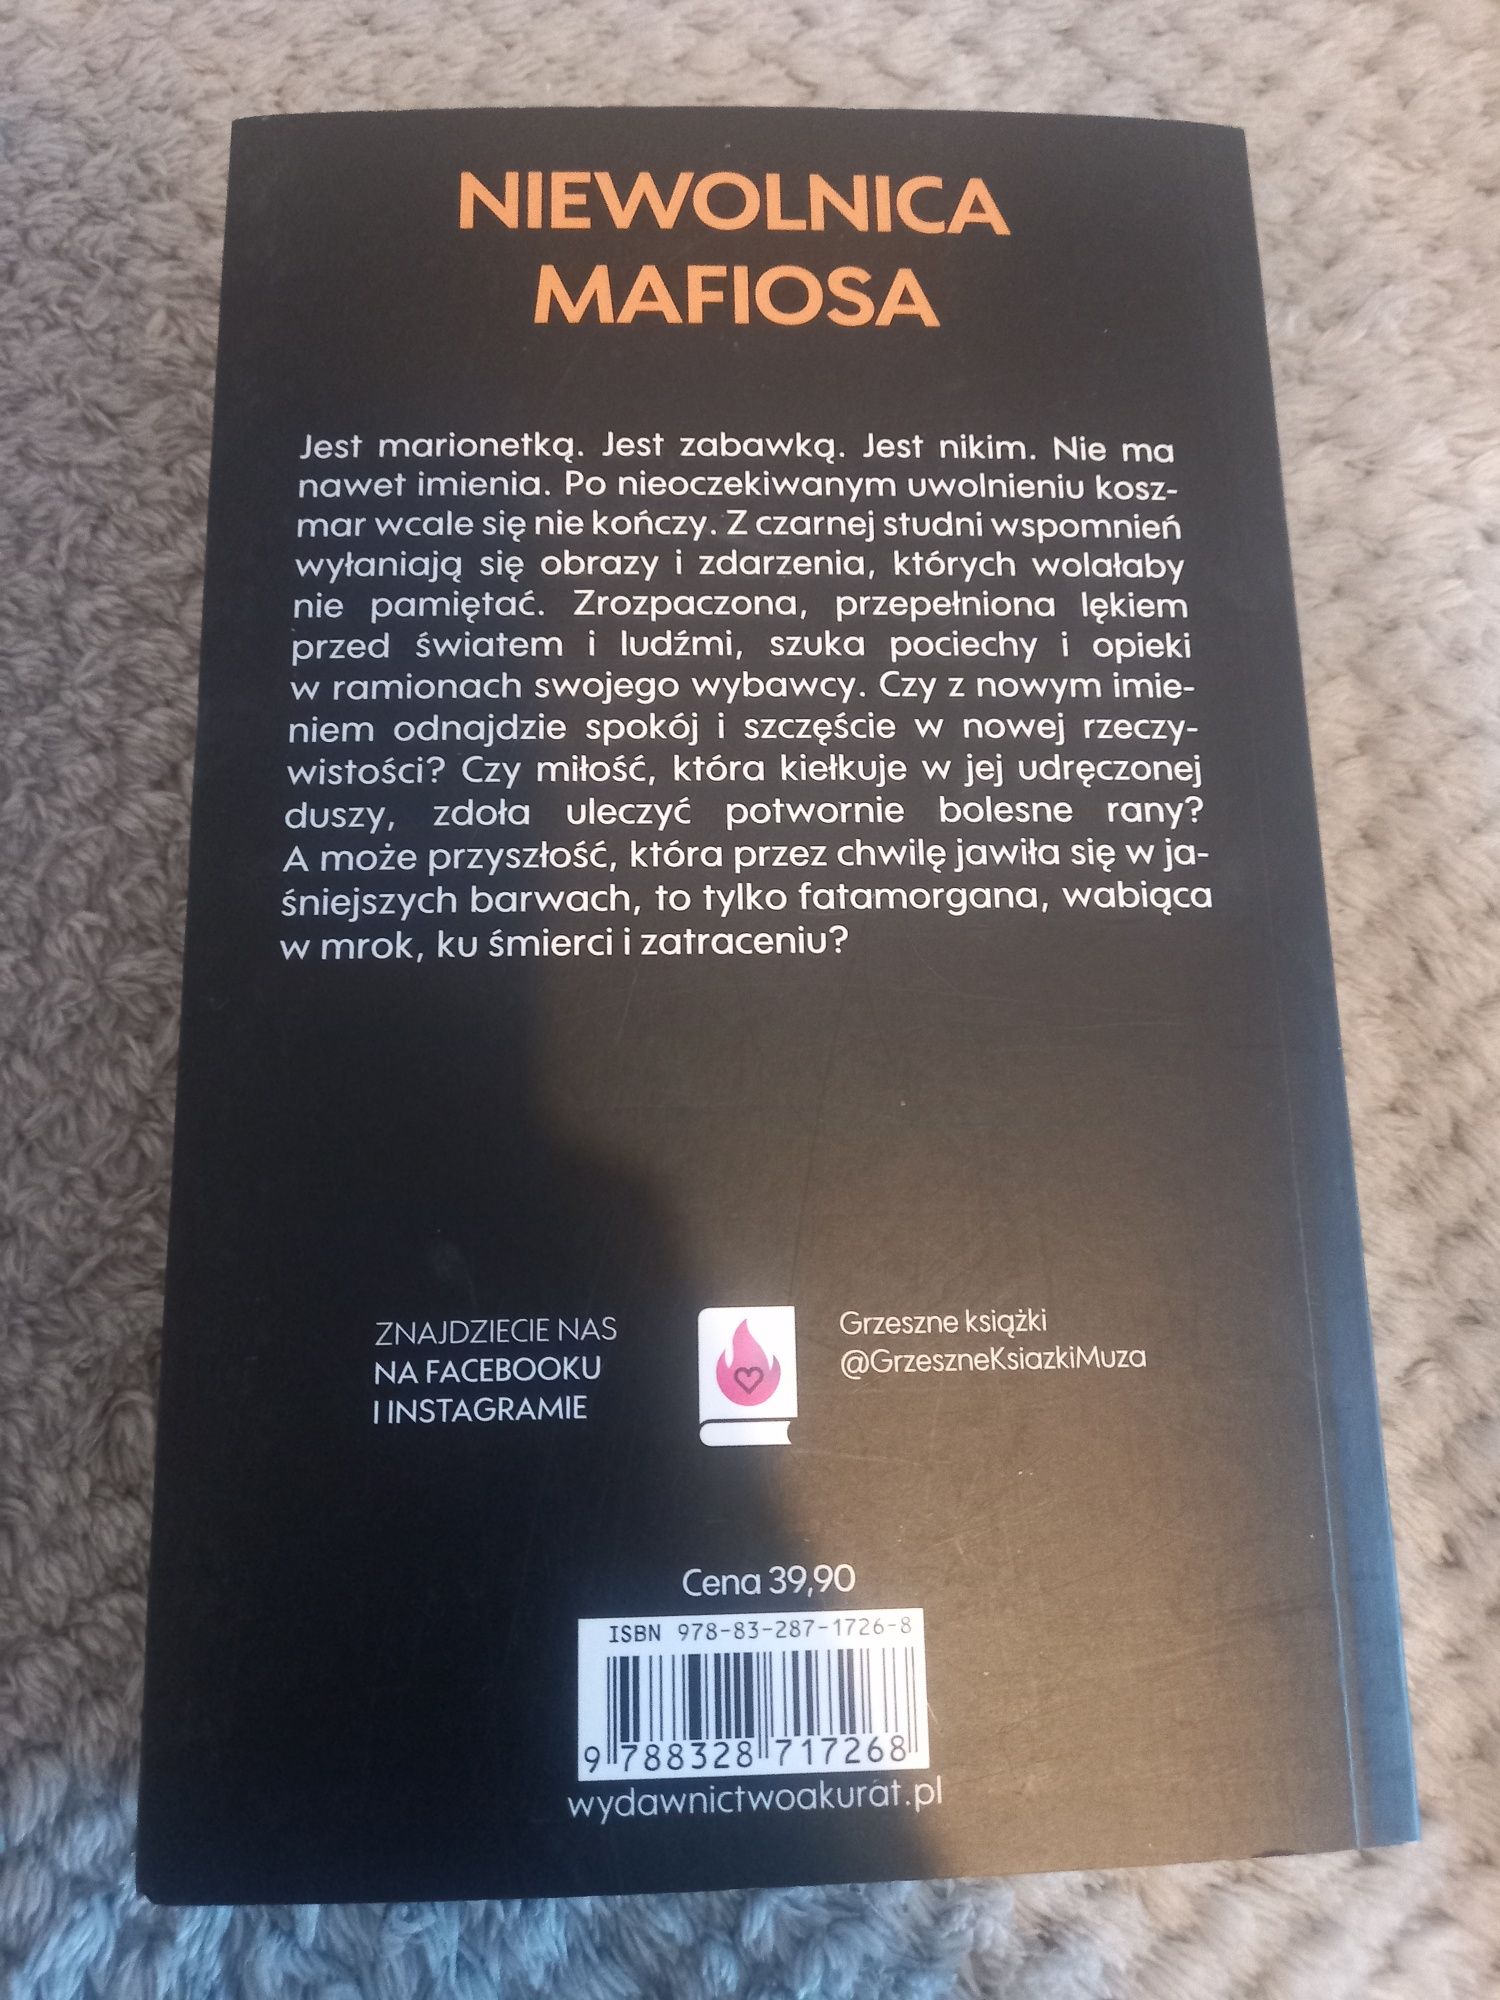 NIEWOLNICA
MAFIOSA
Jest marionetką. Jest zabawką. Jest nikim. Nie ma
nawet imienia. Po nieoczekiwanym uwolnieniu kosz-
mar wcale się nie kończy. Z czarnej studni wspomnień
wyłaniają się obrazy i zdarzenia, których wolałaby
nie pamiętać. Zrozpaczona, przepełniona lękiem
przed światem i ludźmi, szuka pociechy i opieki
w ramionach swojego wybawcy. Czy z nowym imie-
niem odnajdzie spokój i szczęście w nowej rzeczy-
wistości? Czy miłość, która kiełkuje w jej udręczonej
duszy, zdoła uleczyć potwornie bolesne rany?
A może przyszłość, która przez chwilę jawiła się w ja-
śniejszych barwach, to tylko fatamorgana, wabiąca
w mrok, ku śmierci i zatraceniu?
ZNAJDZIECIE NAS
NA FACEBOOKU
I INSTAGRAMIE
Grzeszne książki
@GrzeszneKsiazkiMuza
Cena 39,90
ISBN 978-83-287-1726-8
9 788328 717268
wydawnictwoakurat.pl